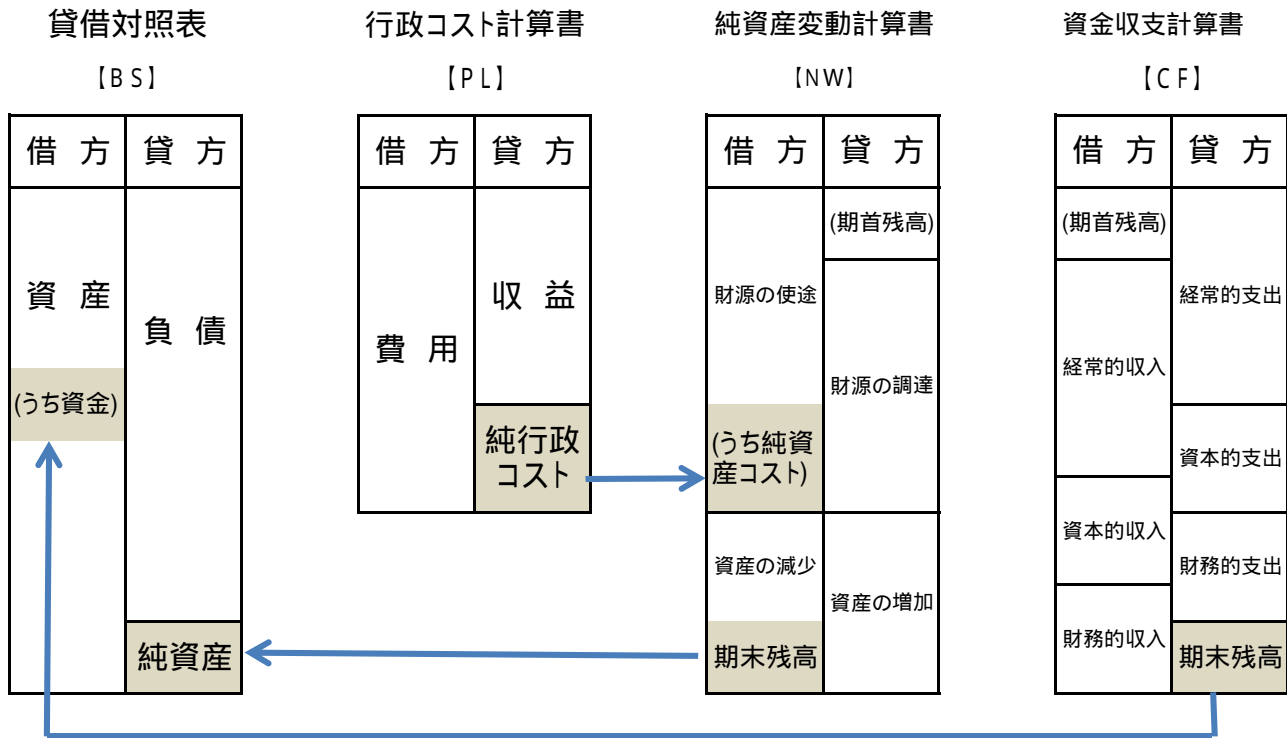 貸借対照表
【BS】
借 方
貸 方
資 産
(うち資金)
負 債
純資産
行政コスト計算書
【PL】
借 方
貸 方
費 用
収 益
純行政
コスト
純資産変動計算書
【NW】
借 方
貸 方
財源の使途
(うち純資
産コスト)
資産の減少
期末残高
(期首残高)
財源の調達
資産の増加
資金収支計算書
【CF】
借 方
貸 方
(期首残高)
経常的収入
資本的収入
財務的収入
経常的支出
資本的支出
財務的支出
期末残高